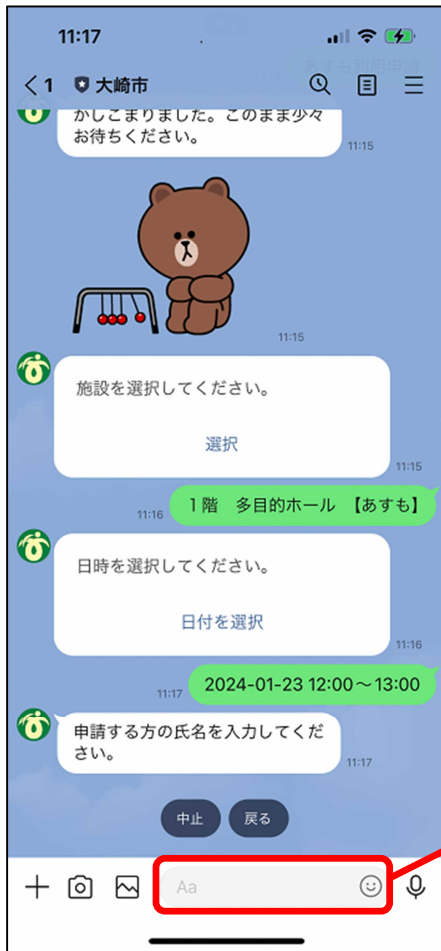 11:17
1 大崎市
かしこまりました。このまま少々
お待ちください。
11:15
11:15
施設を選択してください。
選択
11:15
1階 多目的ホール 【あすも】
11:16
日時を選択してください。
日付を選択
11:16
2024-01-23 12:00～13:00
11:17
申請する方の氏名を入力してくだ
さい。
11:17
中止 戻る
Aa